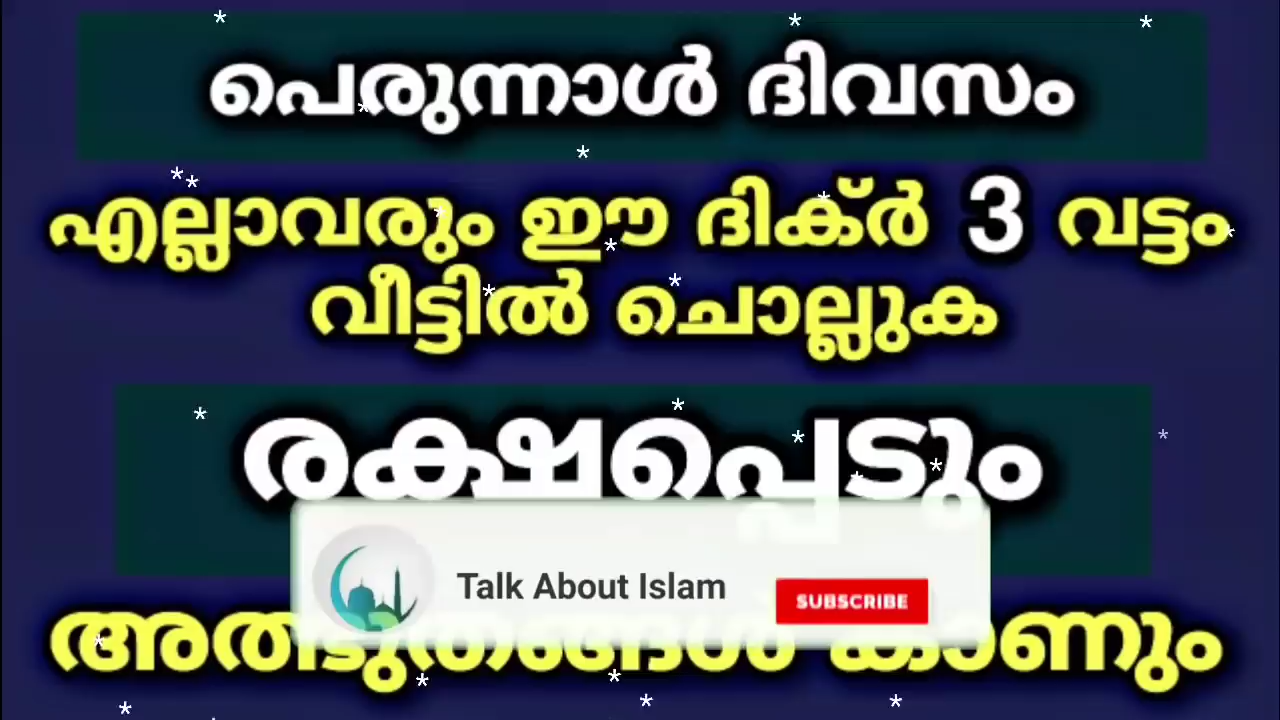 പെരുന്നാൾ ദിവസം
എല്ലാവരും ഈ ദിക്ർ 3 വട്ടം
വീട്ടിൽ ചൊല്ലുക
രക്ഷപ്പെടും
Talk About Islam
SUBSCRIBE
കാണും